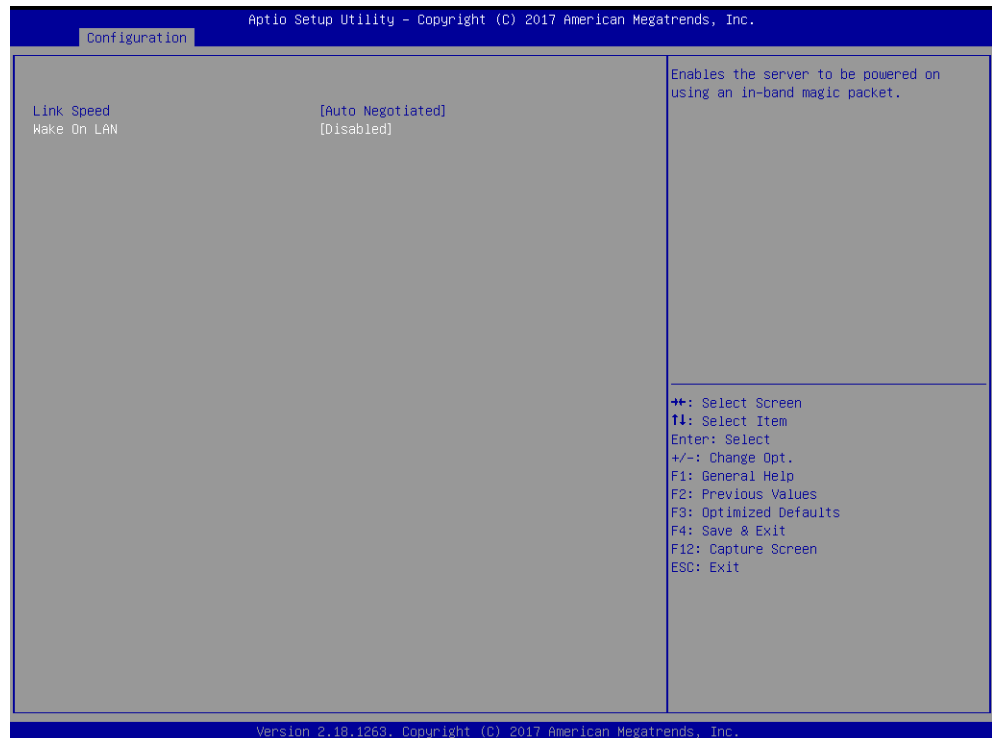 Aptio Setup Utility – Copyright (C) 2017 American Megatrends, Inc.
Configuration
Link Speed [Auto Negotiated]
Wake On LAN [Disabled]
Enables the server to be powered on
using an in-band magic packet.
→←: Select Screen
↑↓: Select Item
Enter: Select
+/-: Change Opt.
F1: General Help
F2: Previous Values
F3: Optimized Defaults
F4: Save & Exit
F12: Capture Screen
ESC: Exit
Version 2.18.1263. Copyright (C) 2017 American Megatrends, Inc.